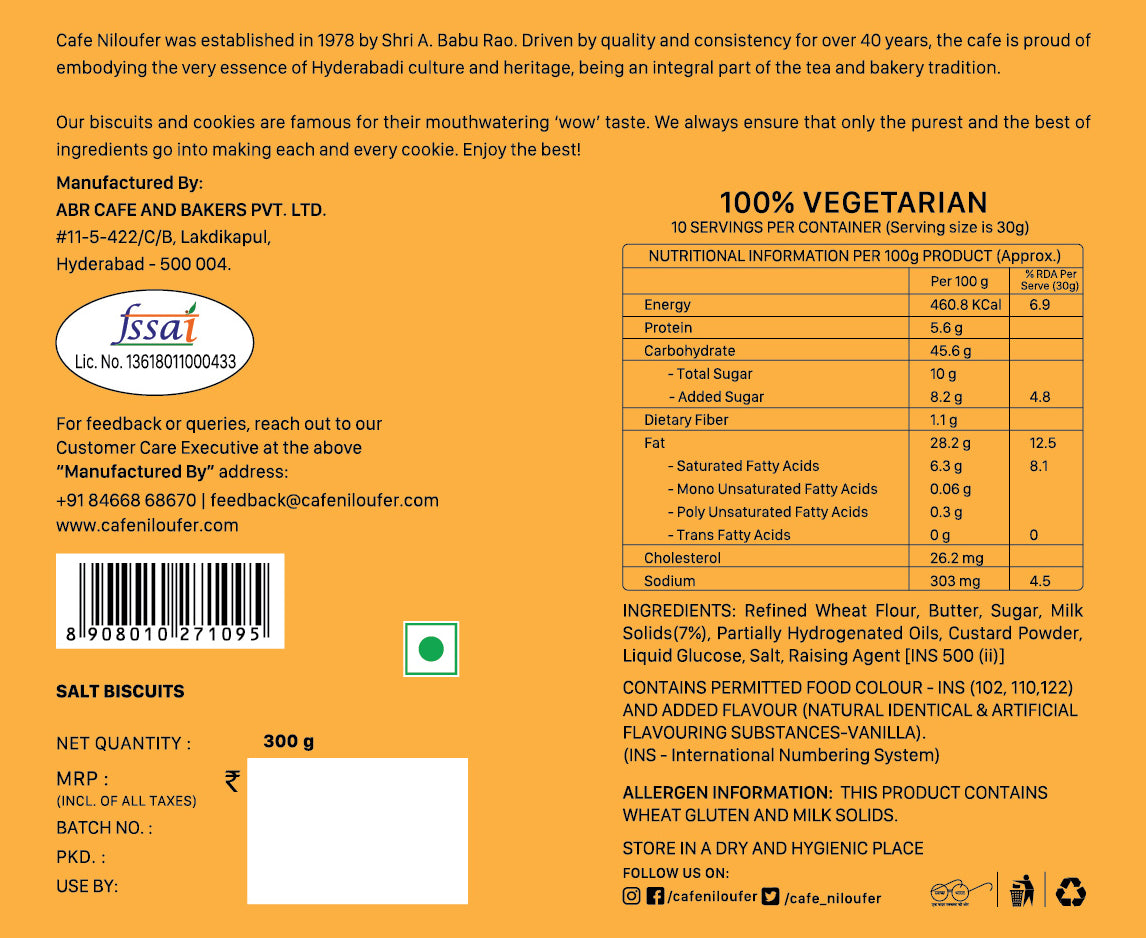 Cafe Niloufer was established in 1978 by Shri A. Babu Rao. Driven by quality and consistency for over 40 years, the cafe is proud of
embodying the very essence of Hyderabadi culture and heritage, being an integral part of the tea and bakery tradition.
Our biscuits and cookies are famous for their mouthwatering ‘wow’ taste. We always ensure that only the purest and the best of
ingredients go into making each and every cookie. Enjoy the best!
Manufactured By:
ABR CAFE AND BAKERS PVT. LTD.
#11-5-422/C/B, Lakdikapul,
Hyderabad - 500 004.
fssai
Lic. No. 13618011000433
For feedback or queries, reach out to our
Customer Care Executive at the above
“Manufactured By” address:
+91 84668 68670 | feedback@cafeniloufer.com
www.cafeniloufer.com
8 908010 271095
SALT BISCUITS
NET QUANTITY : 300 g
MRP : ₹
(INCL. OF ALL TAXES)
BATCH NO. :
PKD. :
USE BY:
100% VEGETARIAN
10 SERVINGS PER CONTAINER (Serving size is 30g)
NUTRITIONAL INFORMATION PER 100g PRODUCT (Approx.)
Per 100 g % RDA Per Serve (30g)
Energy 460.8 KCal 6.9
Protein 5.6 g
Carbohydrate 45.6 g
- Total Sugar 10 g
- Added Sugar 8.2 g 4.8
Dietary Fiber 1.1 g
Fat 28.2 g 12.5
- Saturated Fatty Acids 6.3 g 8.1
- Mono Unsaturated Fatty Acids 0.06 g
- Poly Unsaturated Fatty Acids 0.3 g
- Trans Fatty Acids 0 g 0
Cholesterol 26.2 mg
Sodium 303 mg 4.5
INGREDIENTS: Refined Wheat Flour, Butter, Sugar, Milk
Solids(7%), Partially Hydrogenated Oils, Custard Powder,
Liquid Glucose, Salt, Raising Agent [INS 500 (ii)]
CONTAINS PERMITTED FOOD COLOUR - INS (102, 110,122)
AND ADDED FLAVOUR (NATURAL IDENTICAL & ARTIFICIAL
FLAVOURING SUBSTANCES-VANILLA).
(INS - International Numbering System)
ALLERGEN INFORMATION: THIS PRODUCT CONTAINS
WHEAT GLUTEN AND MILK SOLIDS.
STORE IN A DRY AND HYGIENIC PLACE
FOLLOW US ON:
/cafeniloufer /cafe_niloufer